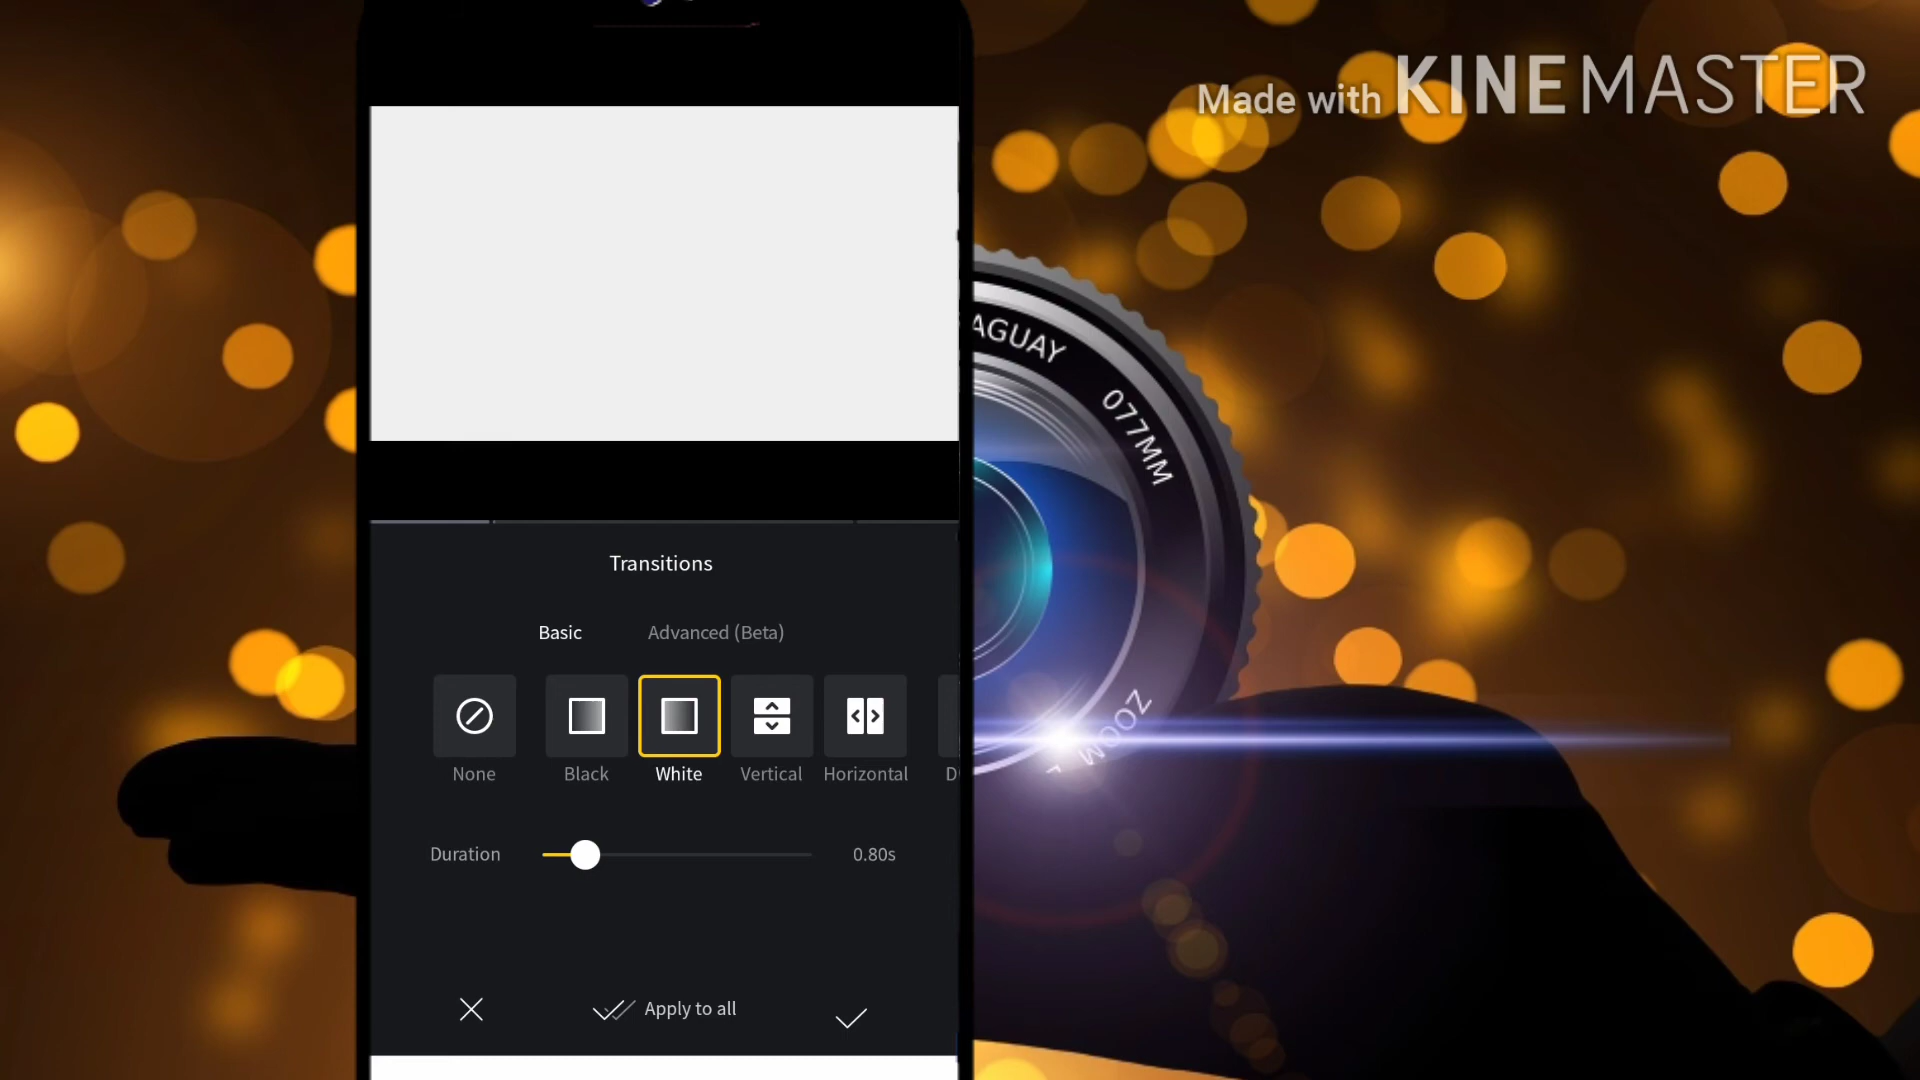 Made with KINEMASTER
AGUAY
077MM
ZOOM
Transitions
Basic
Advanced (Beta)
None
Black
White
Vertical
Horizontal
Duration
0.80s
Apply to all